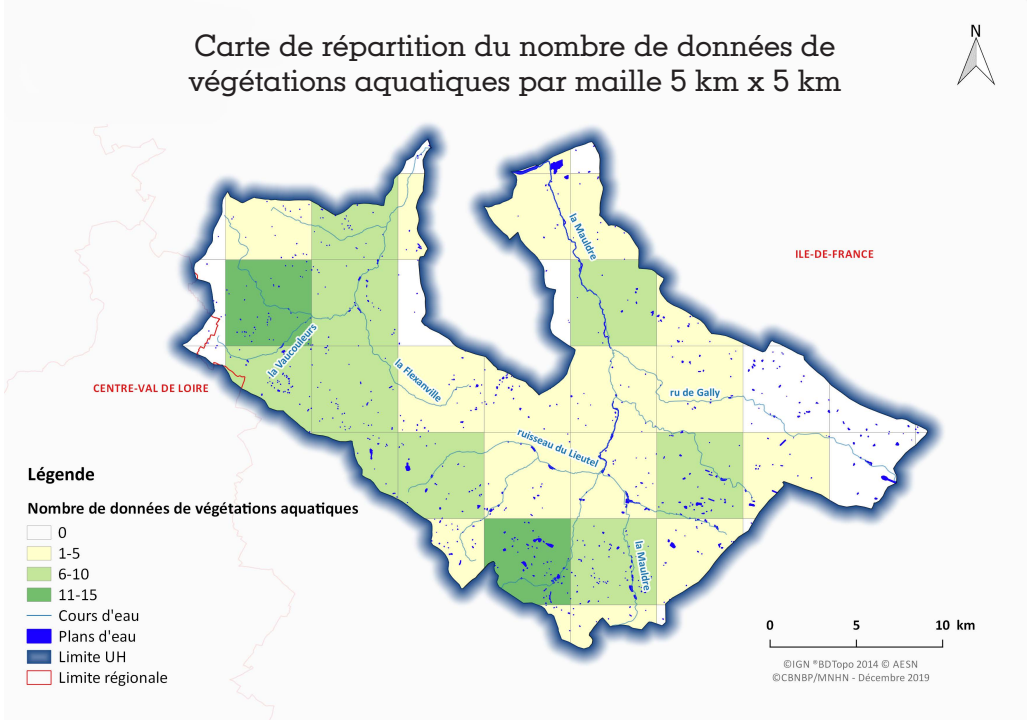 Carte de répartition du nombre de données de
végétations aquatiques par maille 5 km x 5 km
N
la Mauldre
ILE-DE-FRANCE
la Vaucouleurs
la Flexanville
CENTRE-VAL DE LOIRE
ru de Gally
ruisseau du Lieutel
la Mauldre
Légende
Nombre de données de végétations aquatiques
0
1-5
6-10
11-15
Cours d'eau
Plans d'eau
Limite UH
Limite régionale
0 5 10 km
©IGN ®BDTopo 2014 © AESN
©CBNBP/MNHN - Décembre 2019